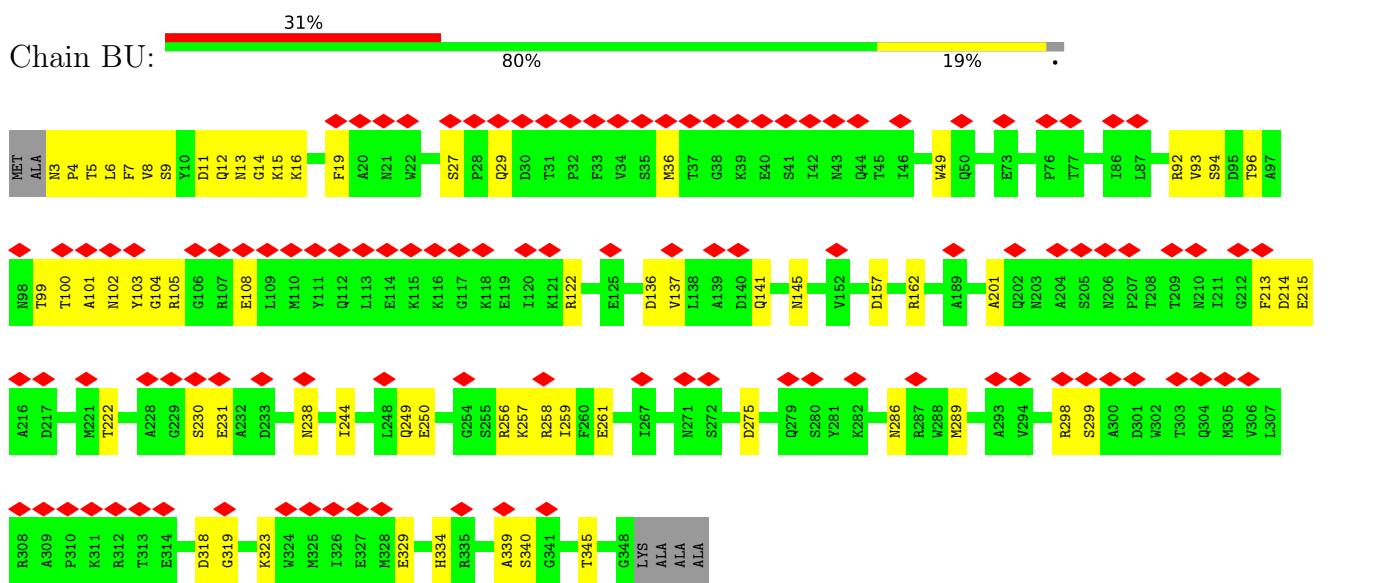 31%
Chain BU:
80% 19% •
MET ALA N3 P4 T5 L6 F7 V8 S9 Y10 D11 Q12 N13 G14 K15 K16 F19 A20 N21 W22 S27 P28 Q29 D30 T31 P32 F33 V34 S35 M36 T37 G38 K39 E40 S41 I42 N43 Q44 T45 I46 W49 Q50 E73 P76 T77 I86 L87 R92 V93 S94 D95 T96 A97
N98 T99 T100 A101 N102 Y103 G104 R105 G106 R107 E108 L109 M110 Y111 Q112 L113 E114 K115 K116 G117 K118 E119 I120 K121 R122 E125 D136 V137 L138 A139 D140 Q141 N145 V152 D157 R162 A189 A201 Q202 N203 A204 S205 N206 P207 T208 T209 N210 I211 G212 F213 D214 E215
A216 D217 M221 T222 A228 G229 S230 E231 A232 D233 N238 I244 L248 Q249 E250 G254 S255 R256 K257 R258 I259 F260 E261 I267 N271 S272 D275 Q279 S280 Y281 K282 N286 R287 W288 M289 A293 V294 R298 S299 A300 D301 W302 T303 Q304 M305 V306 L307
R308 A309 P310 K311 R312 T313 E314 D318 G319 K323 W324 M325 I326 E327 M328 E329 H334 R335 A339 S340 G341 T345 G348 LYS ALA ALA ALA